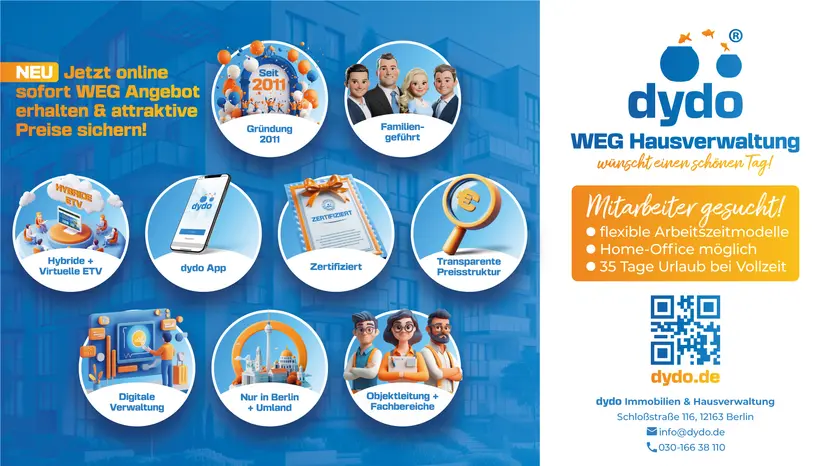 NEU Jetzt online
sofort WEG Angebot
erhalten & attraktive
Preise sichern!
Seit
2011
Gründung
2011
Familien-
geführt
HYBRIDE
ETV
Hybride +
Virtuelle ETV
dydo
dydo App
ZERTIFIZIERT
Zertifiziert
€
Transparente
Preisstruktur
Digitale
Verwaltung
Nur in Berlin
+ Umland
Objektleitung +
Fachbereiche
®
dydo
WEG Hausverwaltung
wünscht einen schönen Tag!
Mitarbeiter gesucht!
flexible Arbeitszeitmodelle
Home-Office möglich
35 Tage Urlaub bei Vollzeit
dydo.de
dydo Immobilien & Hausverwaltung
Schloßstraße 116, 12163 Berlin
info@dydo.de
030-166 38 110